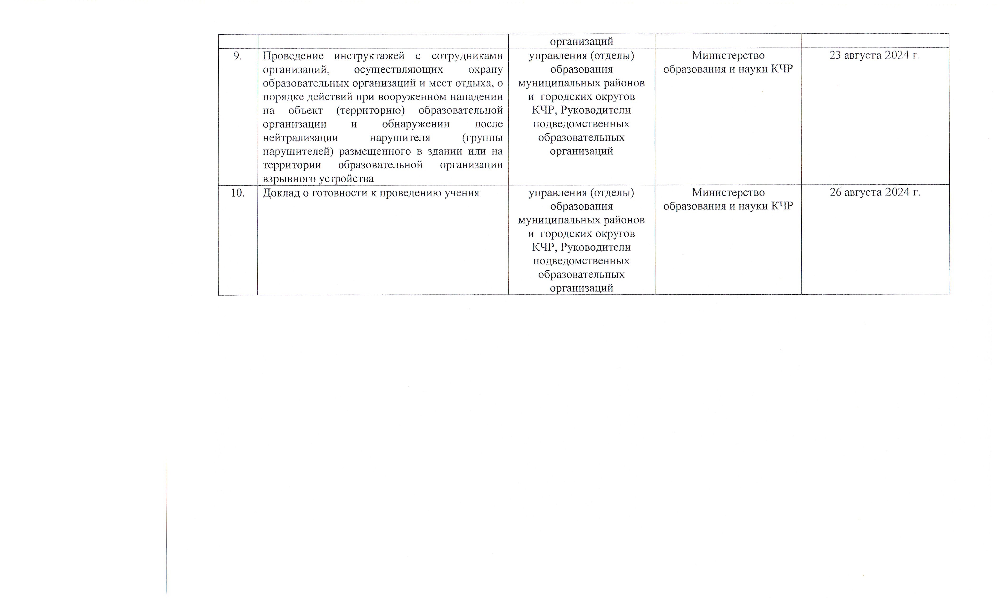 организаций
9.
Проведение инструктажей с сотрудниками
организаций, осуществляющих охрану
образовательных организаций и мест отдыха, о
порядке действий при вооруженном нападении
на объект (территорию) образовательной
организации и обнаружении после
нейтрализации нарушителя (группы
нарушителей) размещенного в здании или на
территории образовательной организации
взрывного устройства
управления (отделы)
образования
муниципальных районов
и городских округов
КЧР, Руководители
подведомственных
образовательных
организаций
Министерство
образования и науки КЧР
23 августа 2024 г.
10.
Доклад о готовности к проведению учения
управления (отделы)
образования
муниципальных районов
и городских округов
КЧР, Руководители
подведомственных
образовательных
организаций
Министерство
образования и науки КЧР
26 августа 2024 г.